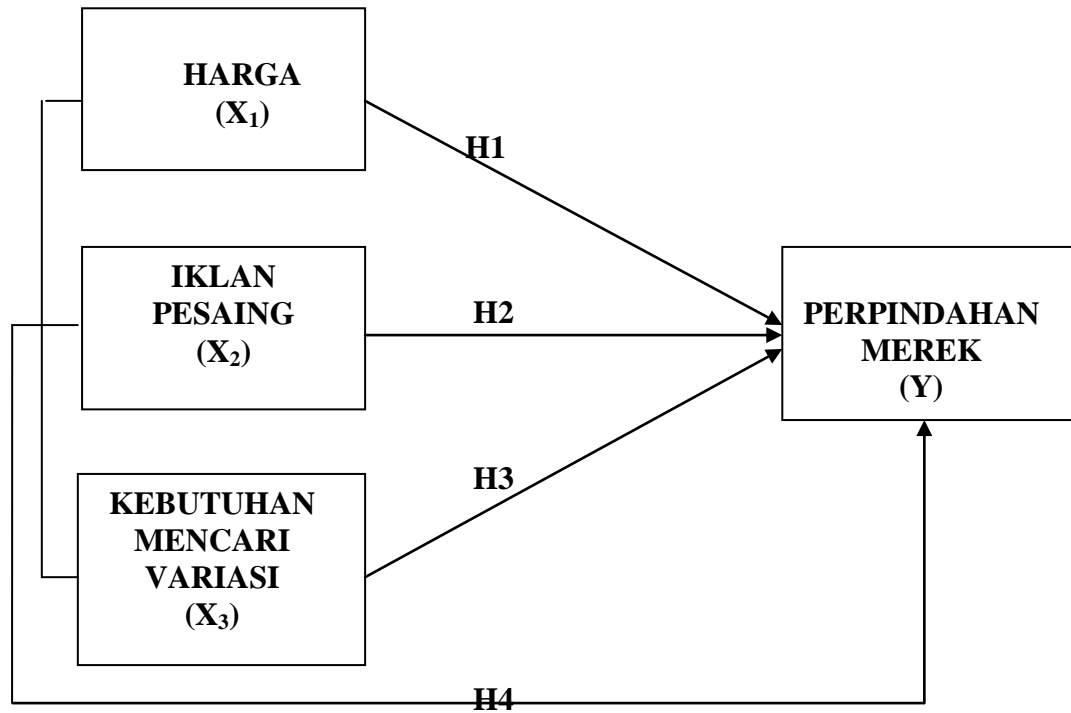 HARGA
(X₁)
H1
IKLAN
PESAING
(X₂)
H2
PERPINDAHAN
MEREK
(Y)
KEBUTUHAN
MENCARI
VARIASI
(X₃)
H3
H4